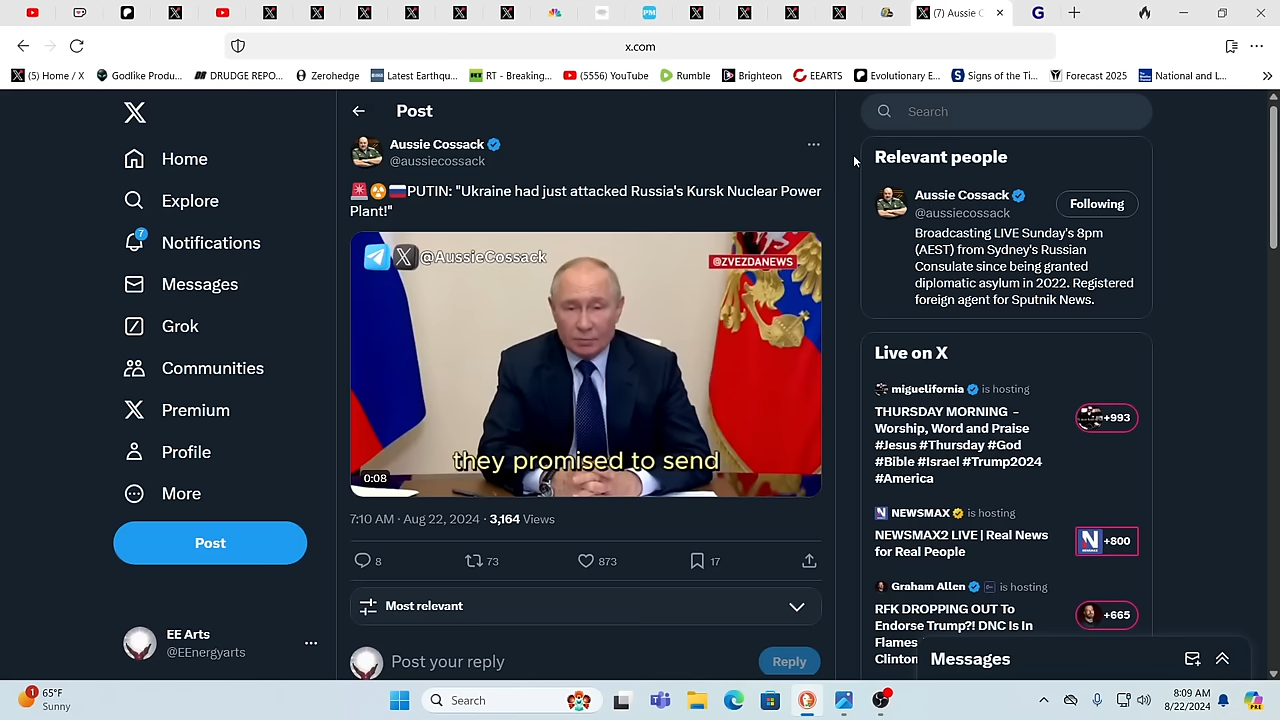 (7) Aussie C
x.com
(5) Home / X
Godlike Produ...
DRUDGE REPO...
Zerohedge
Latest Earthqu...
RT - Breaking...
(5556) YouTube
Rumble
Brighteon
EEARTS
Evolutionary E...
Signs of the Ti...
Forecast 2025
National and L...
Post
Search
Home
Explore
7
Notifications
Messages
Grok
Communities
Premium
Profile
More
Post
EE Arts
@EEnergyarts
Aussie Cossack
@aussiecossack
PUTIN: "Ukraine had just attacked Russia's Kursk Nuclear Power
Plant!"
@AussieCossack
@ZVEZDANEWS
they promised to send
0:08
7:10 AM · Aug 22, 2024 · 3,164 Views
8
73
873
17
Most relevant
Post your reply
Reply
Relevant people
Aussie Cossack
@aussiecossack
Following
Broadcasting LIVE Sunday's 8pm
(AEST) from Sydney's Russian
Consulate since being granted
diplomatic asylum in 2022. Registered
foreign agent for Sputnik News.
Live on X
miguelifornia is hosting
THURSDAY MORNING –
Worship, Word and Praise
#Jesus #Thursday #God
#Bible #Israel #Trump2024
#America
+993
NEWSMAX is hosting
NEWSMAX2 LIVE | Real News
for Real People
+800
Graham Allen is hosting
RFK DROPPING OUT To
Endorse Trump?! DNC Is In
Flames
Clinton
+665
Messages
1
65°F
Sunny
Search
8:09 AM
8/22/2024